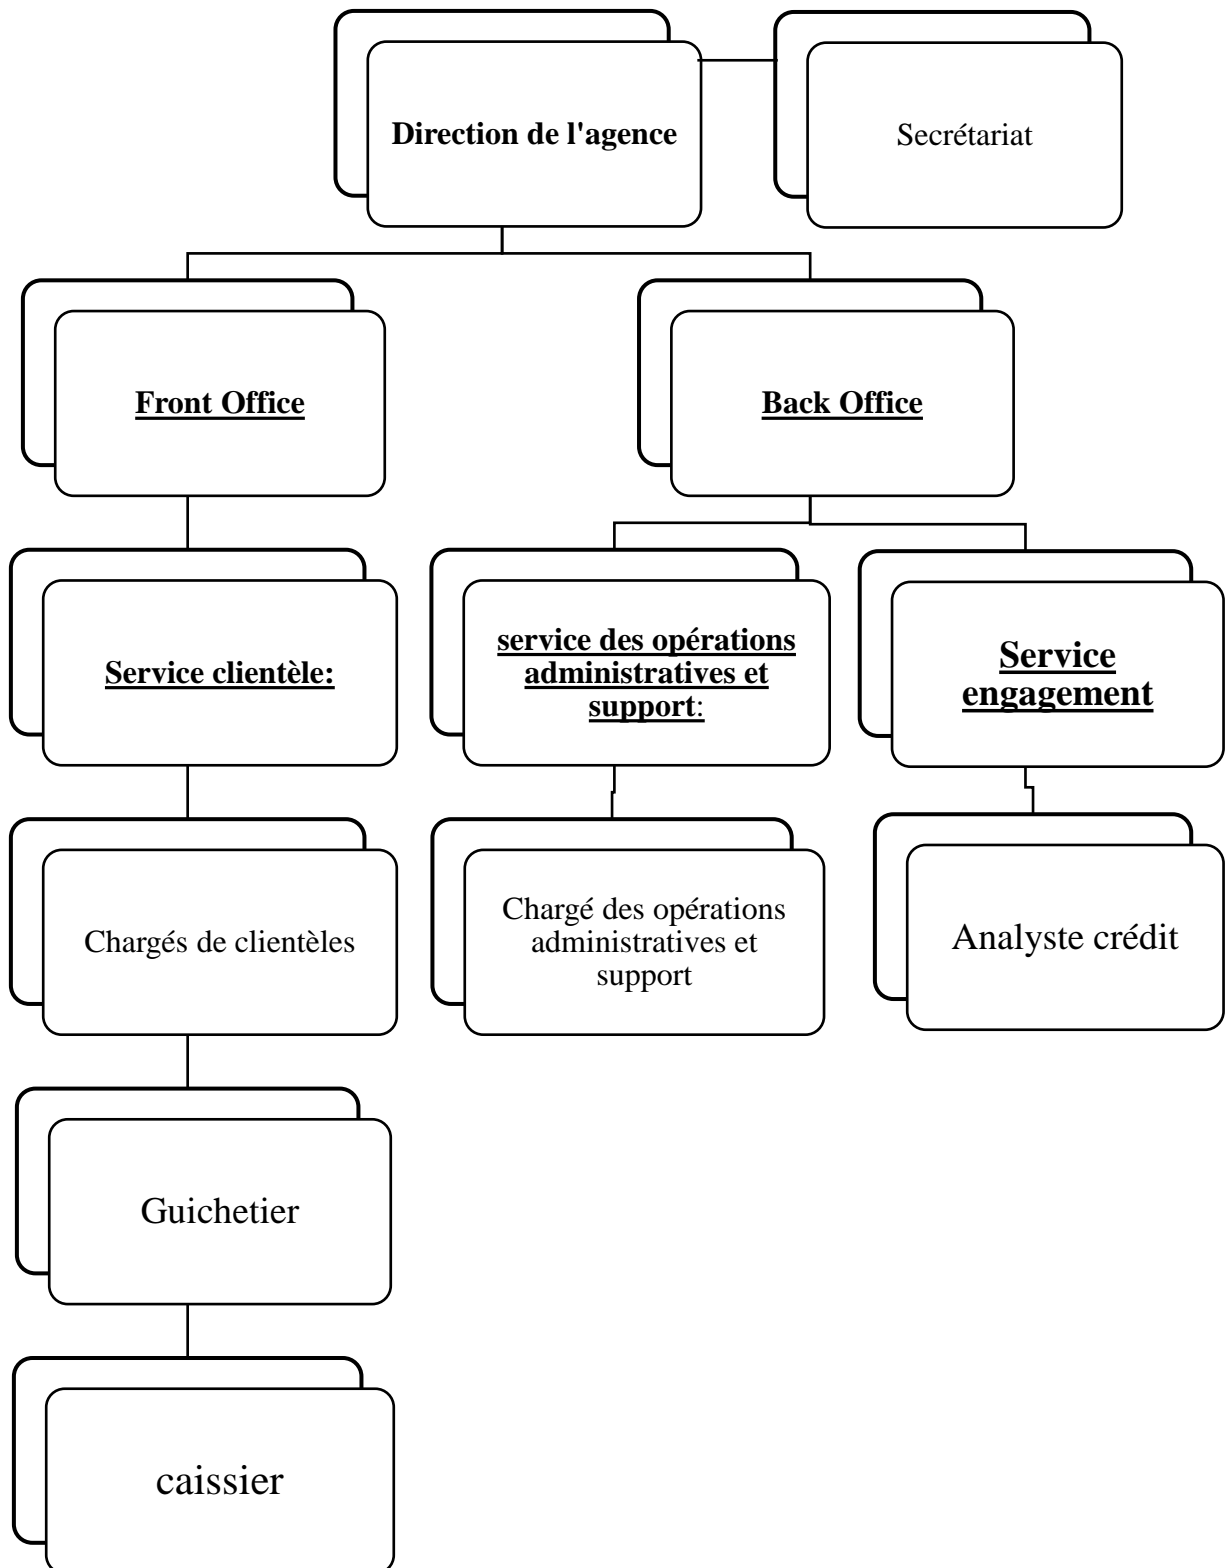 Direction de l'agence
Secrétariat
Front Office
Back Office
Service clientèle:
service des opérations
administratives et
support:
Service
engagement
Chargés de clientèles
Chargé des opérations
administratives et
support
Analyste crédit
Guichetier
caissier